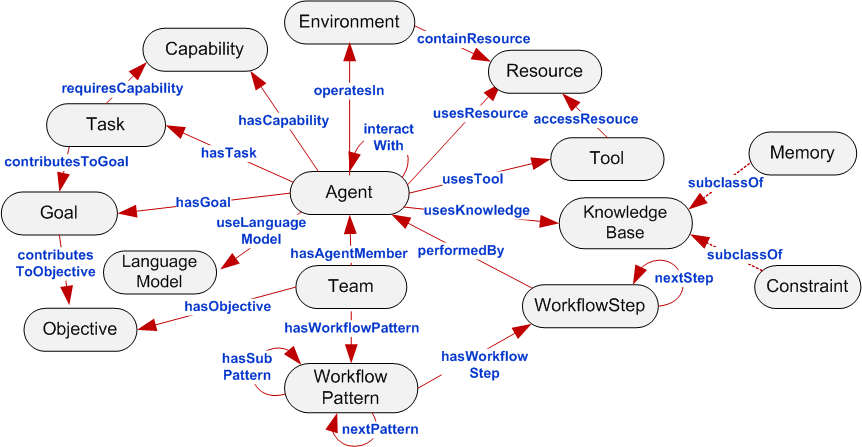 Environment
containResource
Capability
Resource
requiresCapability
operatesIn
usesResource
accessResouce
Task
hasCapability
interact
With
Memory
hasTask
Tool
contributesToGoal
usesTool
subclassOf
Agent
hasGoal
Goal
useLanguage
Model
usesKnowledge
Knowledge
Base
contributes
ToObjective
hasAgentMember
performedBy
subclassOf
Language
Model
Team
nextStep
Constraint
hasObjective
WorkflowStep
Objective
hasWorkflowPattern
hasSub
Pattern
hasWorkflow
Step
Workflow
Pattern
nextPattern